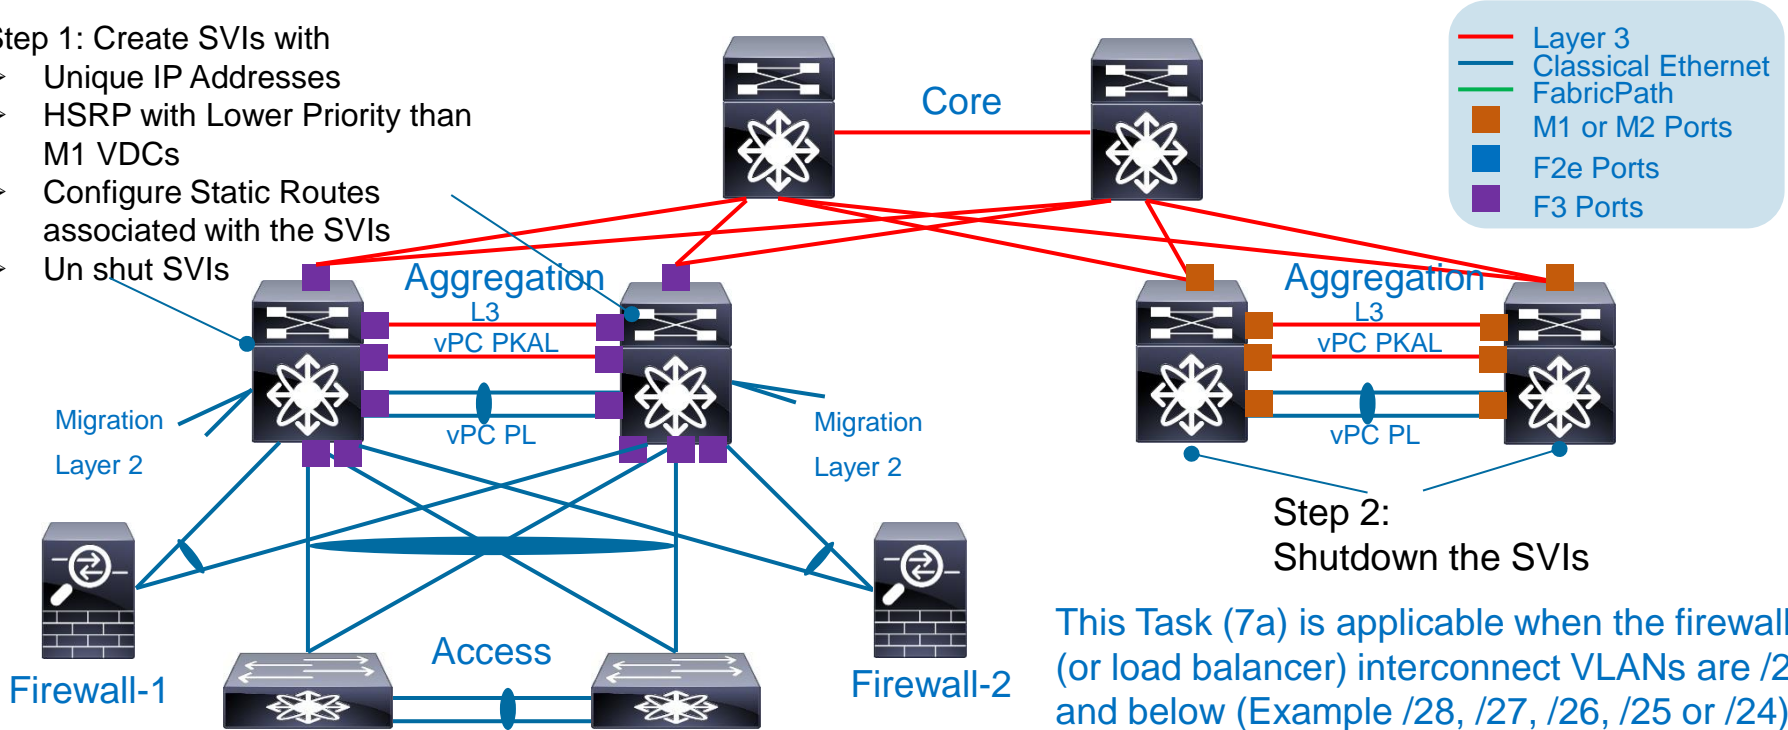 Step 1: Create SVIs with
Unique IP Addresses
HSRP with Lower Priority than
M1 VDCs
Configure Static Routes
associated with the SVIs
Un shut SVIs
Core
Layer 3
Classical Ethernet
FabricPath
M1 or M2 Ports
F2e Ports
F3 Ports
Aggregation
L3
vPC PKAL
vPC PL
Aggregation
L3
vPC PKAL
vPC PL
Migration
Layer 2
Migration
Layer 2
Step 2:
Shutdown the SVIs
Firewall-1
Access
Firewall-2
This Task (7a) is applicable when the firewall
(or load balancer) interconnect VLANs are
and below (Example /28, /27, /26, /25 or /24)